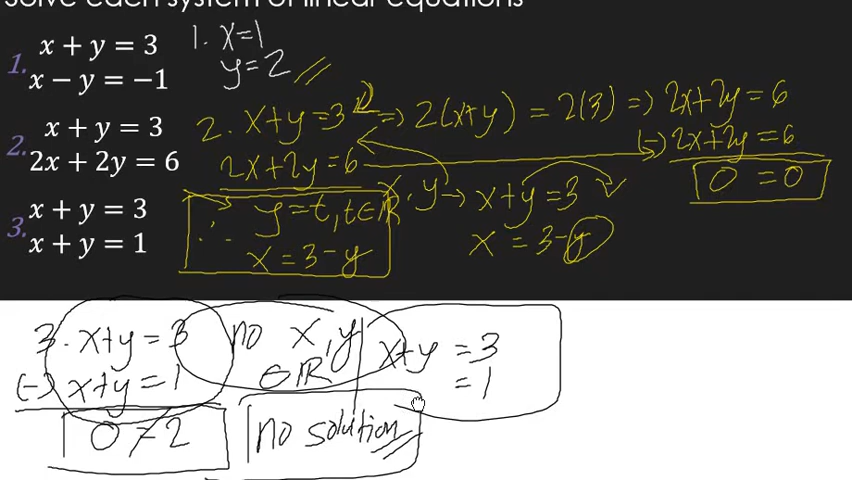 Solve each system of linear equations
1. x + y = 3
x − y = −1
2. x + y = 3
2x + 2y = 6
3. x + y = 3
x + y = 1
1. x=1
y=2
2. x+y=3 => 2(x+y) = 2(3) => 2x+2y=6
2x+2y=6
(-) 2x+2y=6
0 = 0
x, y → x+y=3
x = 3-y
∴ y=t, t∈ℝ
x = 3-y
3. x+y=3
(-) x+y=1
0≠2
no x, y
∈ℝ
x+y = 3
= 1
no solution